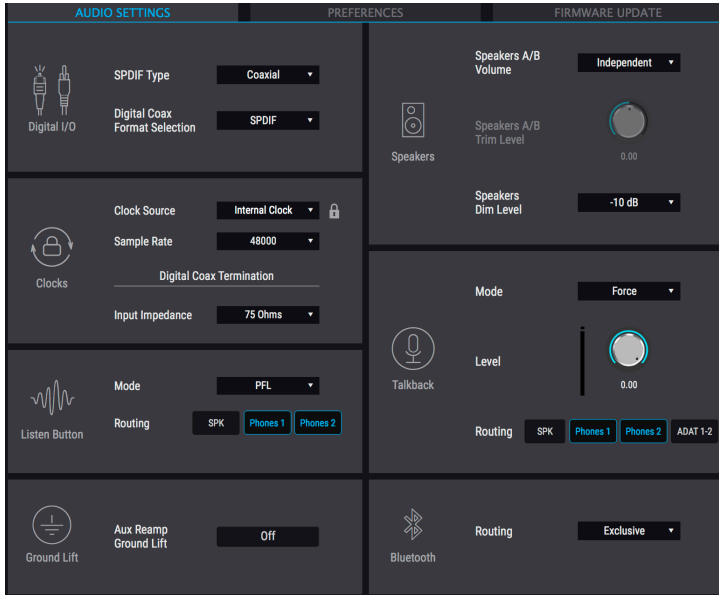 AUDIO SETTINGS
PREFERENCES
FIRMWARE UPDATE
Digital I/O
SPDIF Type
Coaxial
Digital Coax
Format Selection
SPDIF
Clocks
Clock Source
Internal Clock
Sample Rate
48000
Digital Coax Termination
Input Impedance
75 Ohms
Listen Button
Mode
PFL
Routing
SPK
Phones 1
Phones 2
Ground Lift
Aux Reamp
Ground Lift
Off
Speakers
Speakers A/B
Volume
Independent
Speakers A/B
Trim Level
0.00
Speakers
Dim Level
-10 dB
Talkback
Mode
Force
Level
0.00
Routing
SPK
Phones 1
Phones 2
ADAT 1-2
Bluetooth
Routing
Exclusive